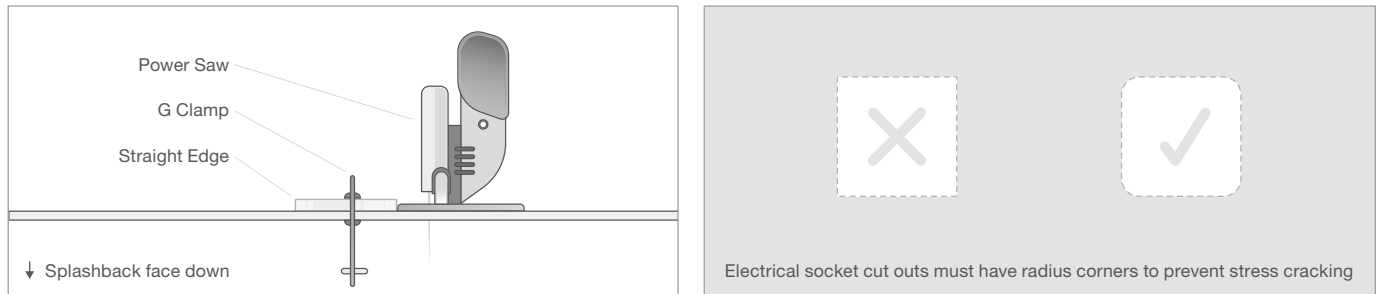 Power Saw
G Clamp
Straight Edge
Splashback face down
Electrical socket cut outs must have radius corners to prevent stress cracking